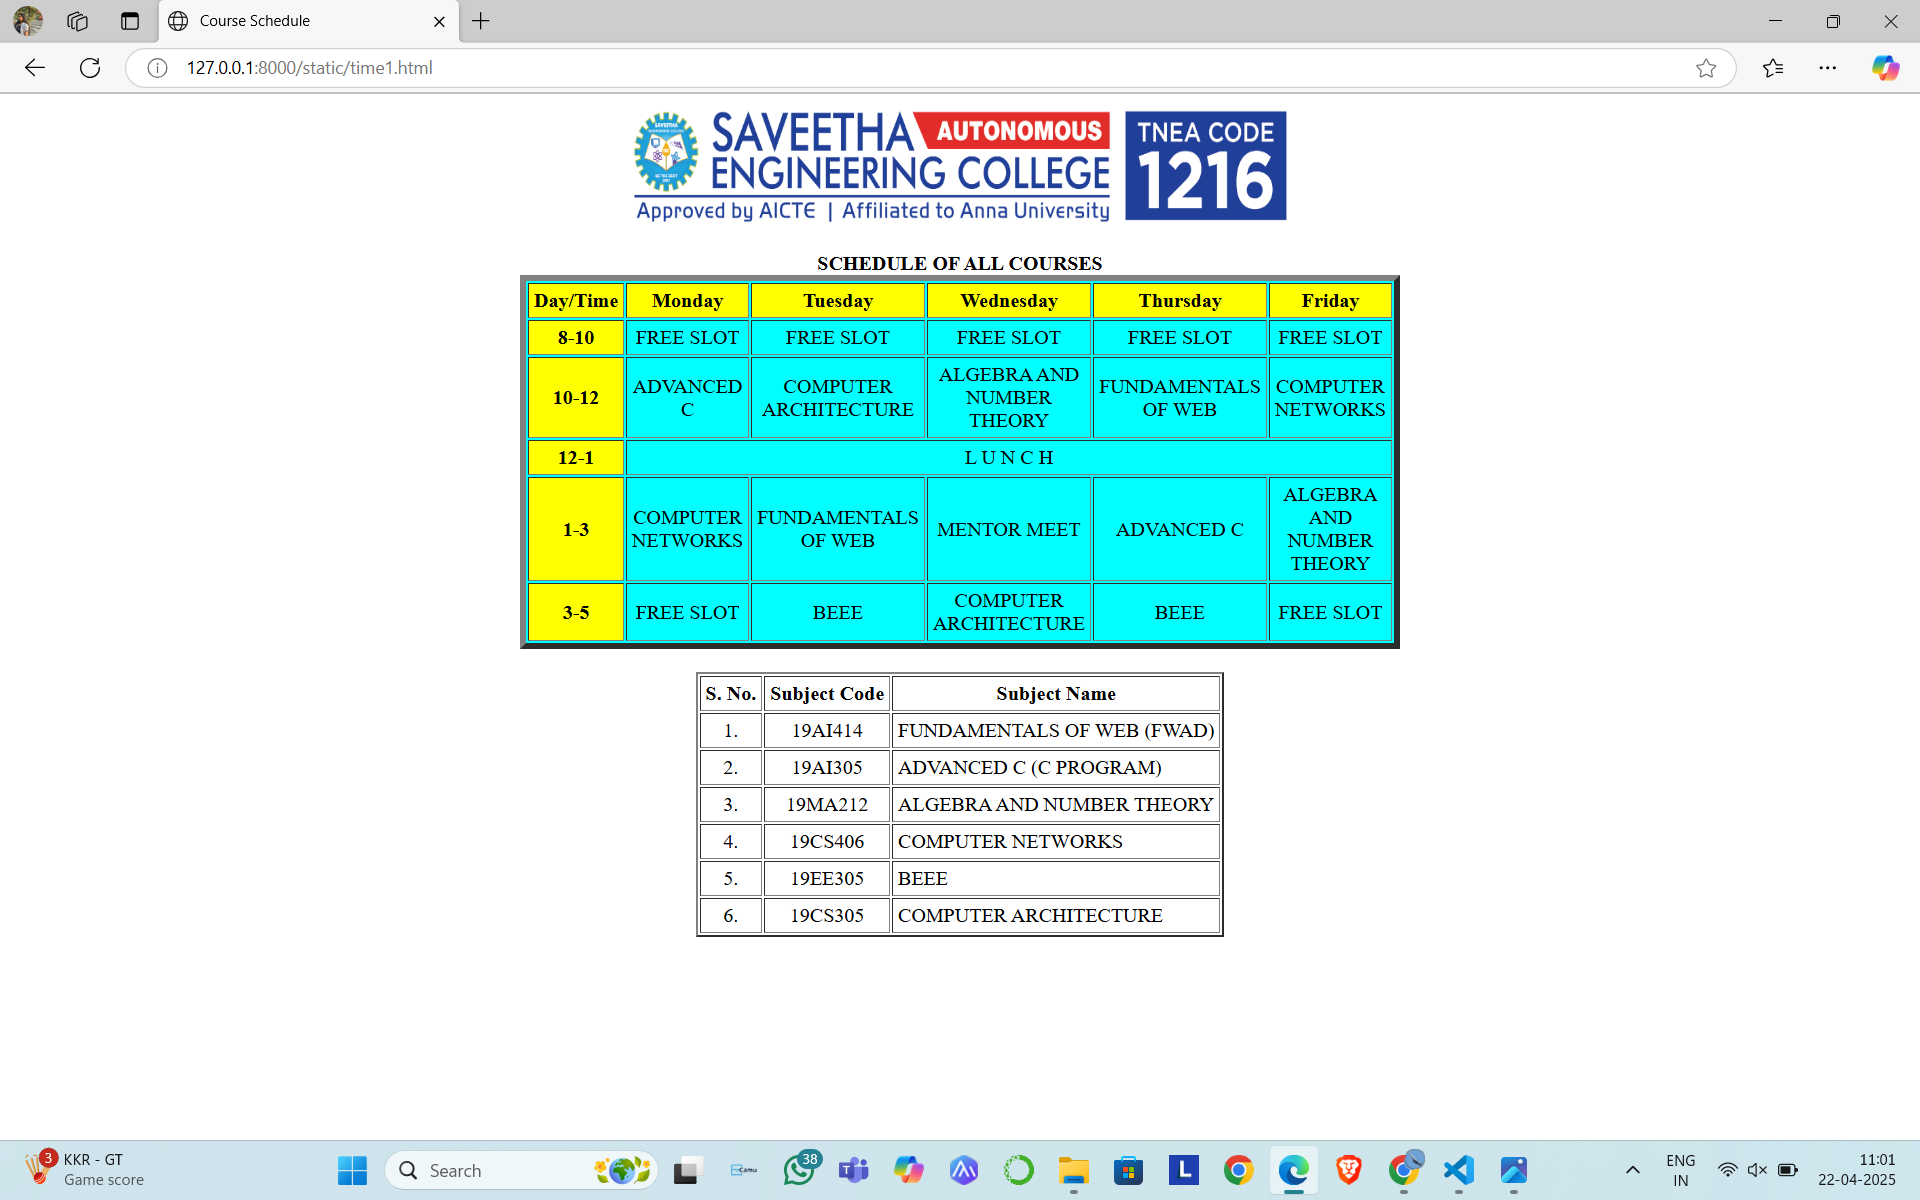 Course Schedule
127.0.0.1:8000/static/time1.html
SAVEETHA AUTONOMOUS
ENGINEERING COLLEGE
Approved by AICTE | Affiliated to Anna University
TNEA CODE
1216
SCHEDULE OF ALL COURSES
Day/Time Monday Tuesday Wednesday Thursday Friday
8-10 FREE SLOT FREE SLOT FREE SLOT FREE SLOT FREE SLOT
10-12 ADVANCED C COMPUTER ARCHITECTURE ALGEBRA AND NUMBER THEORY FUNDAMENTALS OF WEB COMPUTER NETWORKS
12-1 L U N C H
1-3 COMPUTER NETWORKS FUNDAMENTALS OF WEB MENTOR MEET ADVANCED C ALGEBRA AND NUMBER THEORY
3-5 FREE SLOT BEEE COMPUTER ARCHITECTURE BEEE FREE SLOT
S. No. Subject Code Subject Name
1. 19AI414 FUNDAMENTALS OF WEB (FWAD)
2. 19AI305 ADVANCED C (C PROGRAM)
3. 19MA212 ALGEBRA AND NUMBER THEORY
4. 19CS406 COMPUTER NETWORKS
5. 19EE305 BEEE
6. 19CS305 COMPUTER ARCHITECTURE
3
KKR - GT
Game score
Search
38
L
ENG
IN
11:01
22-04-2025